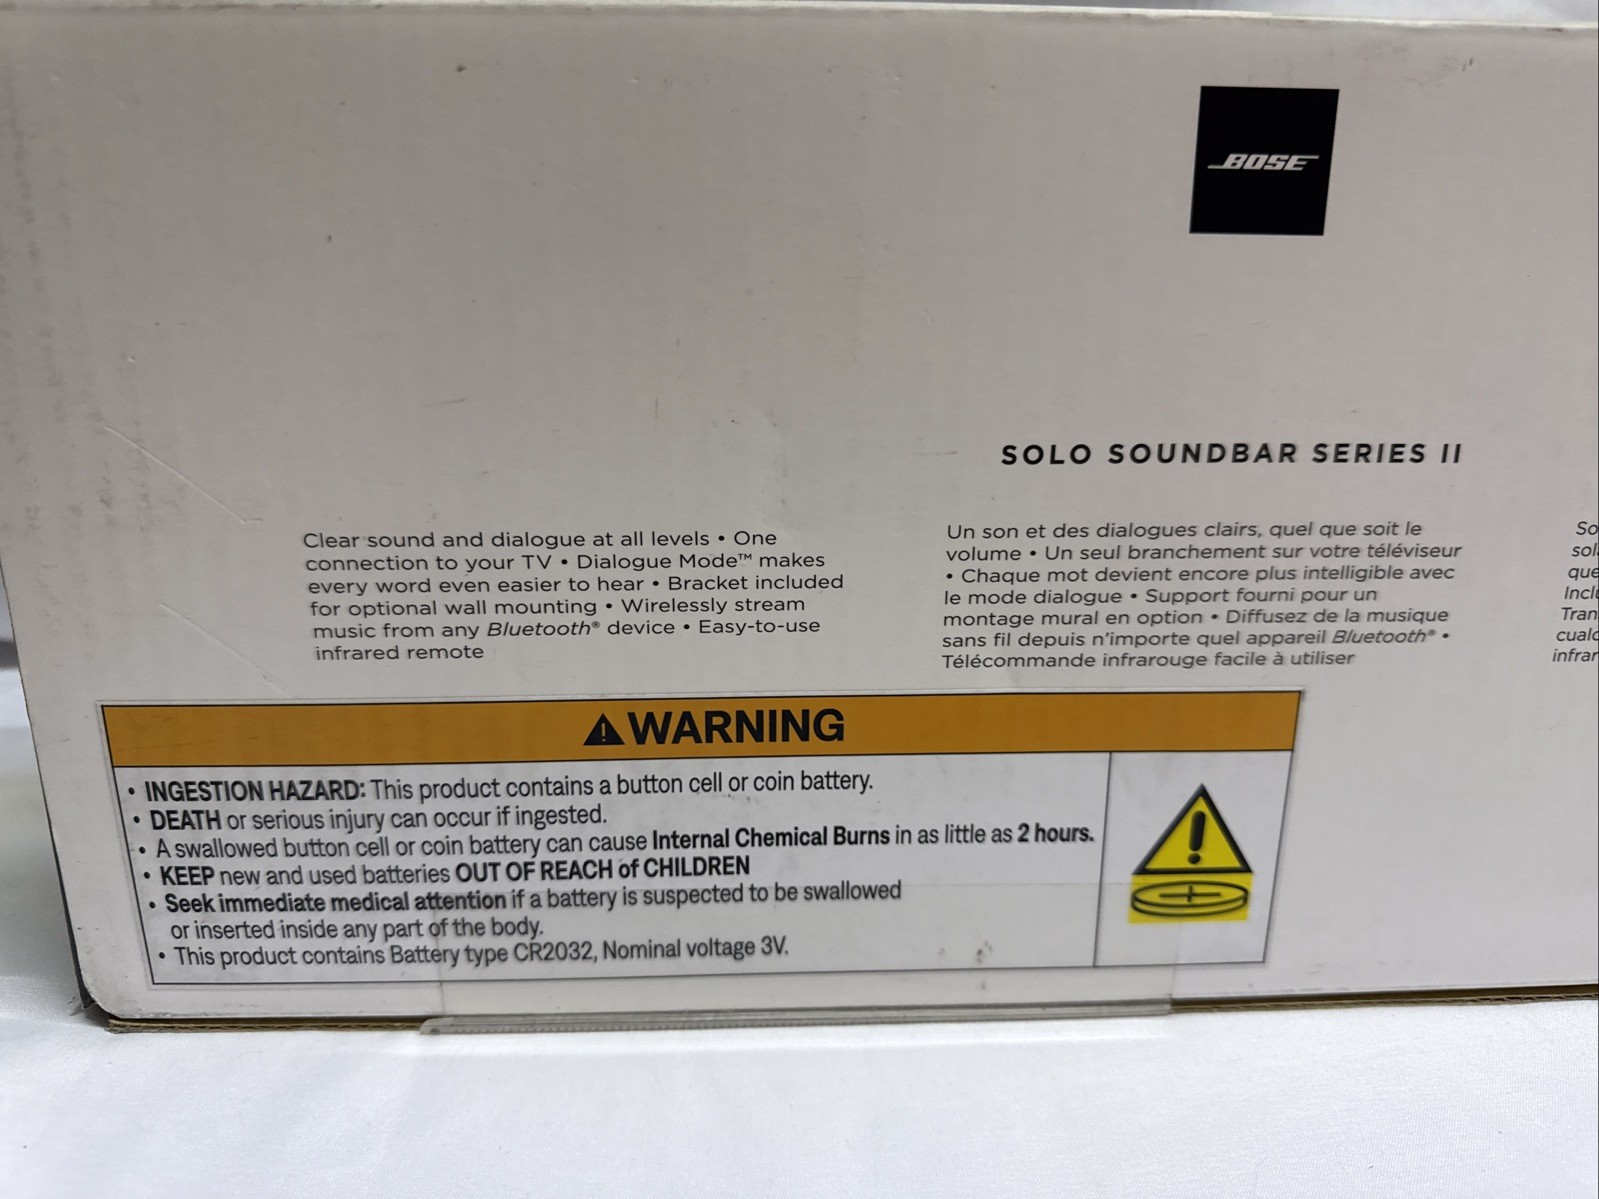 BOSE
SOLO SOUNDBAR SERIES II
Clear sound and dialogue at all levels • One
connection to your TV • Dialogue Mode™ makes
every word even easier to hear • Bracket included
for optional wall mounting • Wirelessly stream
music from any Bluetooth® device • Easy-to-use
infrared remote
Un son et des dialogues clairs, quel que soit le
volume • Un seul branchement sur votre téléviseur
• Chaque mot devient encore plus intelligible avec
le mode dialogue • Support fourni pour un
montage mural en option • Diffusez de la musique
sans fil depuis n'importe quel appareil Bluetooth® •
Télécommande infrarouge facile à utiliser
WARNING
• INGESTION HAZARD: This product contains a button cell or coin battery.
• DEATH or serious injury can occur if ingested.
• A swallowed button cell or coin battery can cause Internal Chemical Burns in as little as 2 hours.
• KEEP new and used batteries OUT OF REACH of CHILDREN
• Seek immediate medical attention if a battery is suspected to be swallowed
or inserted inside any part of the body.
• This product contains Battery type CR2032, Nominal voltage 3V.